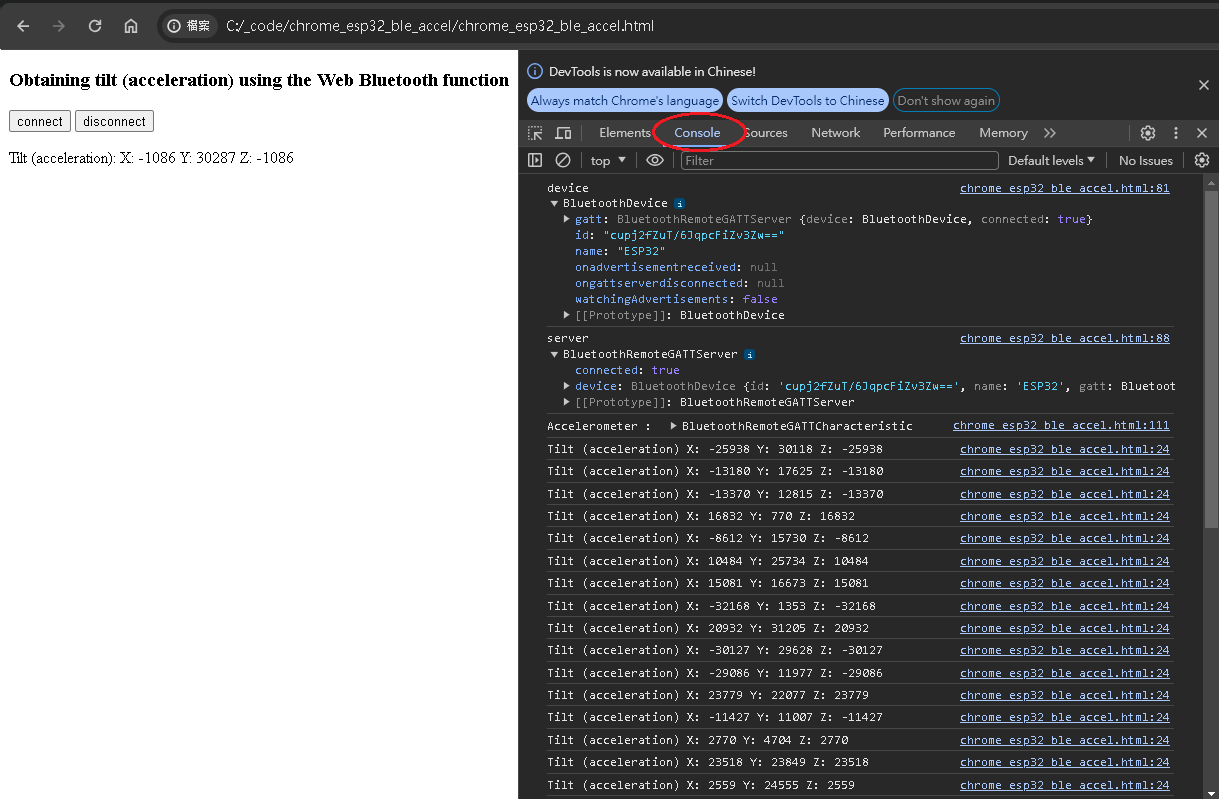 檔案 C:/_code/chrome_esp32_ble_accel/chrome_esp32_ble_accel.html
Obtaining tilt (acceleration) using the Web Bluetooth function
connect disconnect
Tilt (acceleration): X: -1086 Y: 30287 Z: -1086
DevTools is now available in Chinese!
Always match Chrome's language Switch DevTools to Chinese Don't show again
Elements Console Sources Network Performance Memory
top Filter Default levels No Issues
device chrome_esp32_ble_accel.html:81
BluetoothDevice
gatt: BluetoothRemoteGATTServer {device: BluetoothDevice, connected: true}
id: "cupj2fZuT/6JqpcFiZv3Zw=="
name: "ESP32"
onadvertisementreceived: null
ongattserverdisconnected: null
watchingAdvertisements: false
[[Prototype]]: BluetoothDevice
server chrome_esp32_ble_accel.html:88
BluetoothRemoteGATTServer
connected: true
device: BluetoothDevice {id: 'cupj2fZuT/6JqpcFiZv3Zw==', name: 'ESP32', gatt: Bluetoot
[[Prototype]]: BluetoothRemoteGATTServer
Accelerometer : BluetoothRemoteGATTCharacteristic chrome_esp32_ble_accel.html:111
Tilt (acceleration) X: -25938 Y: 30118 Z: -25938 chrome_esp32_ble_accel.html:24
Tilt (acceleration) X: -13180 Y: 17625 Z: -13180 chrome_esp32_ble_accel.html:24
Tilt (acceleration) X: -13370 Y: 12815 Z: -13370 chrome_esp32_ble_accel.html:24
Tilt (acceleration) X: 16832 Y: 770 Z: 16832 chrome_esp32_ble_accel.html:24
Tilt (acceleration) X: -8612 Y: 15730 Z: -8612 chrome_esp32_ble_accel.html:24
Tilt (acceleration) X: 10484 Y: 25734 Z: 10484 chrome_esp32_ble_accel.html:24
Tilt (acceleration) X: 15081 Y: 16673 Z: 15081 chrome_esp32_ble_accel.html:24
Tilt (acceleration) X: -32168 Y: 1353 Z: -32168 chrome_esp32_ble_accel.html:24
Tilt (acceleration) X: 20932 Y: 31205 Z: 20932 chrome_esp32_ble_accel.html:24
Tilt (acceleration) X: -30127 Y: 29628 Z: -30127 chrome_esp32_ble_accel.html:24
Tilt (acceleration) X: -29086 Y: 11977 Z: -29086 chrome_esp32_ble_accel.html:24
Tilt (acceleration) X: 23779 Y: 22077 Z: 23779 chrome_esp32_ble_accel.html:24
Tilt (acceleration) X: -11427 Y: 11007 Z: -11427 chrome_esp32_ble_accel.html:24
Tilt (acceleration) X: 2770 Y: 4704 Z: 2770 chrome_esp32_ble_accel.html:24
Tilt (acceleration) X: 23518 Y: 23849 Z: 23518 chrome_esp32_ble_accel.html:24
Tilt (acceleration) X: 2559 Y: 24555 Z: 2559 chrome_esp32_ble_accel.html:24